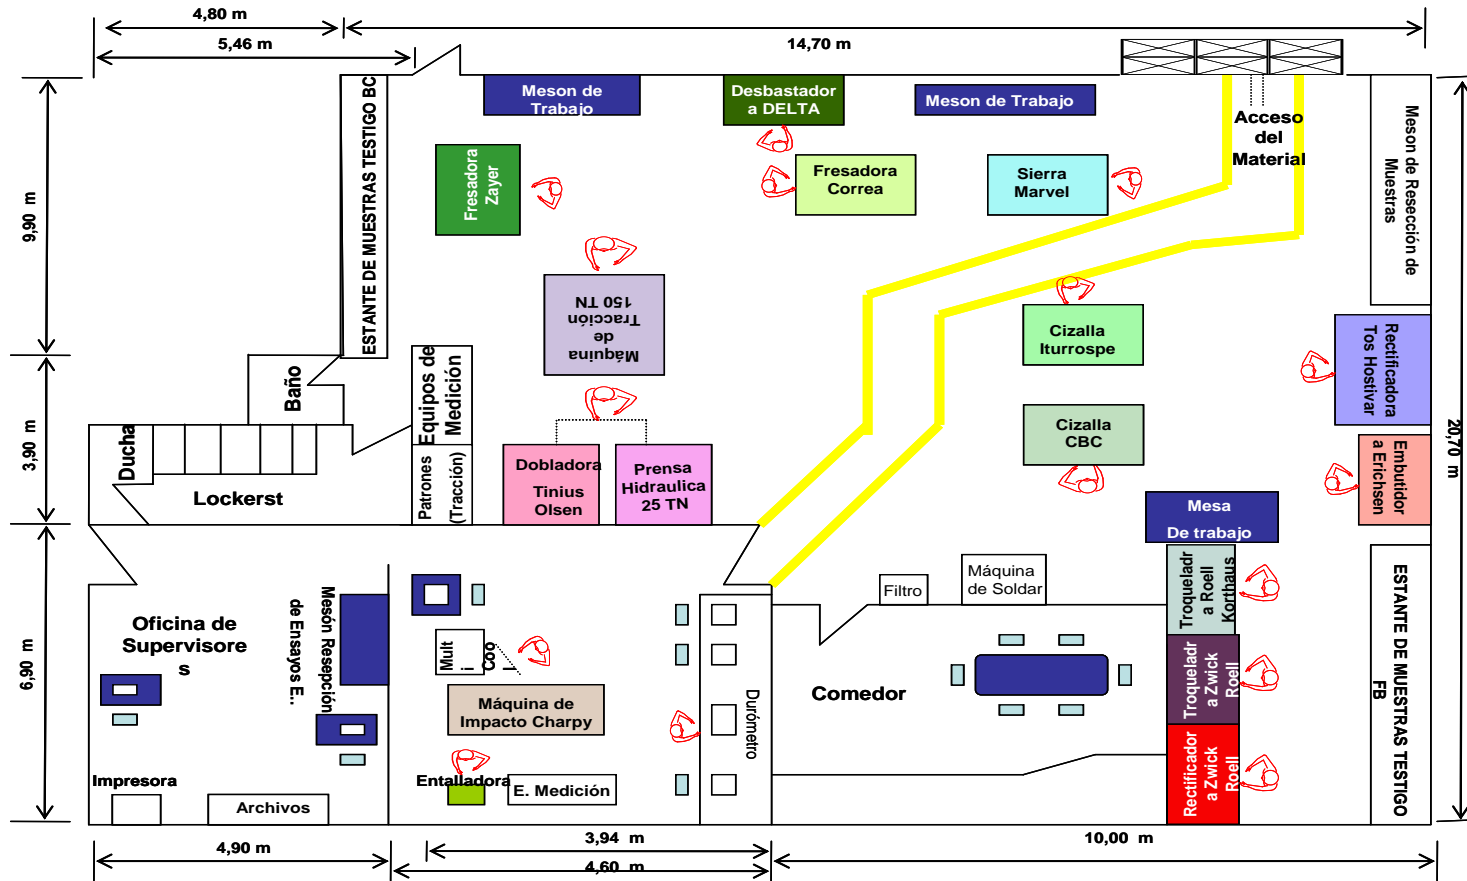 4,80 m
14,70 m
5,46 m
Meson de
Trabajo
Desbastador
a DELTA
Meson de Trabajo
Acceso
del
Material
Meson de Resección de
Muestras
ESTANTE DE MUESTRAS TESTIGO BC
Fresadora
Zayer
Fresadora
Correa
Sierra
Marvel
9,90 m
Máquina
de
Tracción
150 TN
Cizalla
Iturrospe
Rectificadora
Tos Hostivar
Baño
Equipos de
Medición
3,90 m
Ducha
Lockerst
Patrones
(Tracción)
Dobladora
Tinius
Olsen
Prensa
Hidraulica
25 TN
Cizalla
CBC
Embutidor
a Erichsen
20,70 m
Mesa
De trabajo
Filtro
Máquina
de Soldar
Troqueladr
a Roell
Korthaus
ESTANTE DE MUESTRAS TESTIGO
FB
Oficina de
Supervisore
s
Mesón Resepción
de Ensayos E..
Mult
i
Coo
l
6,90 m
Máquina de
Impacto Charpy
Durómetro
Comedor
Troqueladr
a Zwick
Roell
Impresora
Archivos
Entalladora
E. Medición
Rectificador
a Zwick
Roell
4,90 m
3,94 m
4,60 m
10,00 m